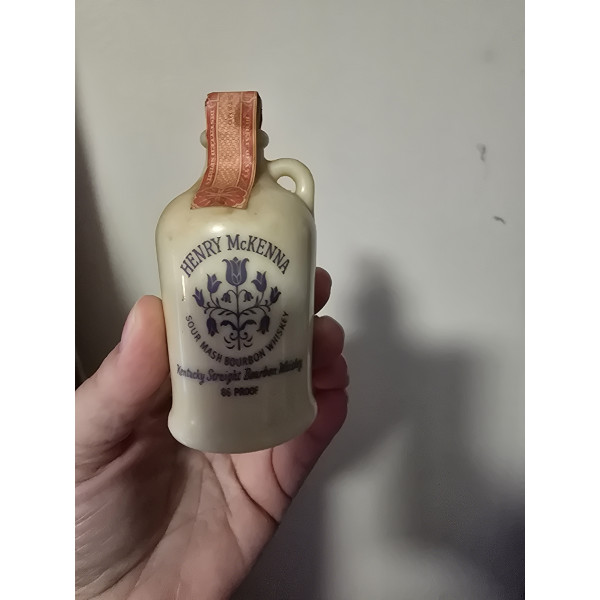 HENRY McKENNA
SOUR MASH BOURBON WHISKEY
Kentucky Straight Bourbon Whiskey
86 PROOF